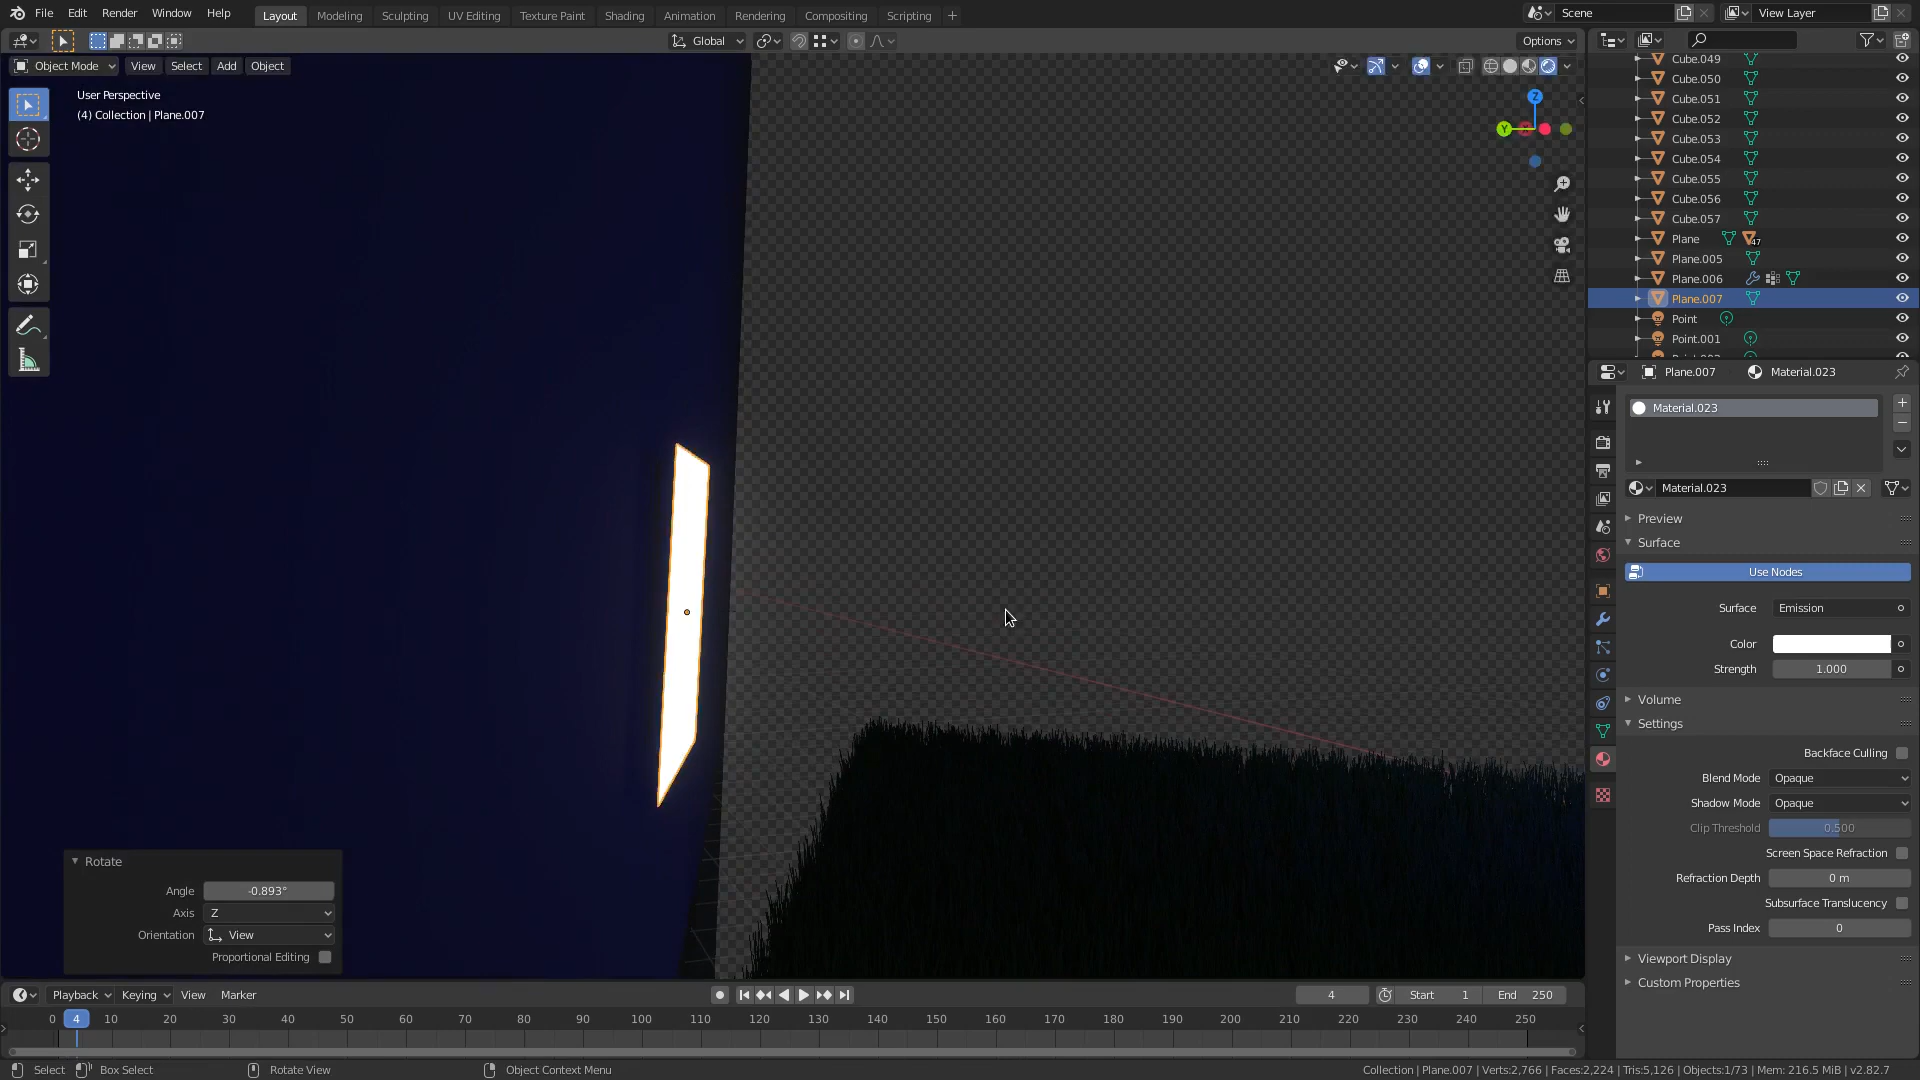 File Edit Render Window Help
Layout Modeling Sculpting UV Editing Texture Paint Shading Animation Rendering Compositing Scripting +
Scene
View Layer
Global
Options
Object Mode View Select Add Object
User Perspective
(4) Collection | Plane.007
Z
Y
Cube.049
Cube.050
Cube.051
Cube.052
Cube.053
Cube.054
Cube.055
Cube.056
Cube.057
Plane 47
Plane.005
Plane.006
Plane.007
Point
Point.001
Plane.007 Material.023
Material.023
Material.023
Preview
Surface
Use Nodes
Surface Emission
Color
Strength 1.000
Volume
Settings
Backface Culling
Blend Mode Opaque
Shadow Mode Opaque
Clip Threshold 0.500
Screen Space Refraction
Refraction Depth 0 m
Subsurface Translucency
Pass Index 0
Viewport Display
Custom Properties
Rotate
Angle -0.893°
Axis Z
Orientation View
Proportional Editing
Playback Keying View Marker
4 Start 1 End 250
0 4 10 20 30 40 50 60 70 80 90 100 110 120 130 140 150 160 170 180 190 200 210 220 230 240 250
Select Box Select Rotate View Object Context Menu
Collection | Plane.007 | Verts:2,766 | Faces:2,224 | Tris:5,126 | Objects:1/73 | Mem: 216.5 MiB | v2.82.7